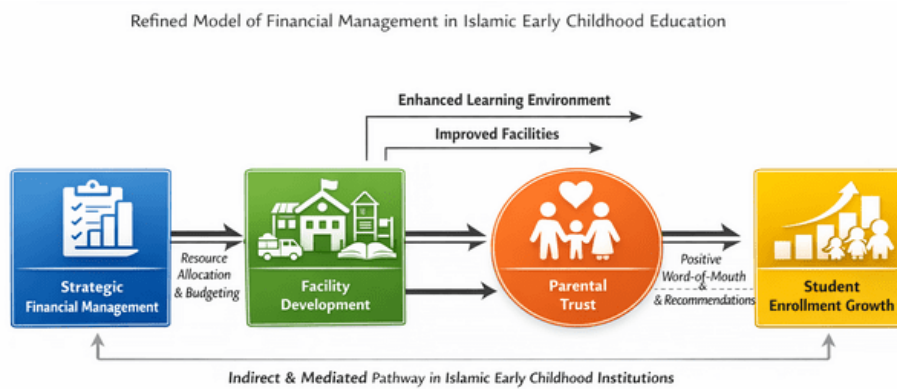 Refined Model of Financial Management in Islamic Early Childhood Education
Enhanced Learning Environment
Improved Facilities
Strategic
Financial Management
Resource
Allocation
& Budgeting
Facility
Development
Parental
Trust
Positive
Word-of-Mouth
&
& Recommendations
Student
Enrollment Growth
Indirect & Mediated Pathway in Islamic Early Childhood Institutions